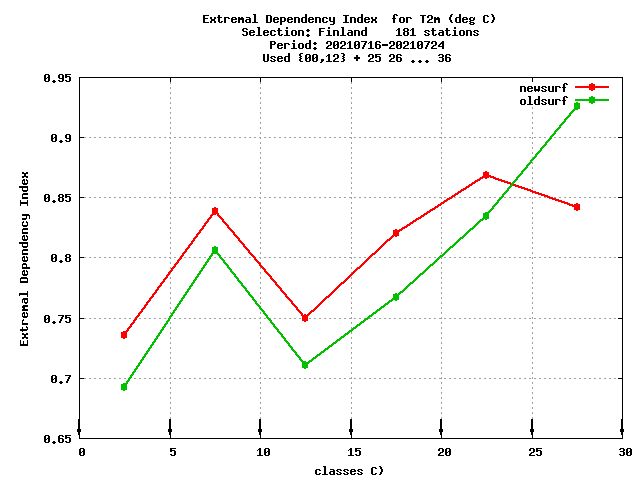 Extremal Dependency Index  for T2m (deg C)
Selection: Finland    181 stations
Period: 20210716-20210724
Used {00,12} + 25 26 ... 36
newsurf
oldsurf
0.95
0.9
0.85
0.8
0.75
0.7
0.65
Extremal Dependency Index
0 5 10 15 20 25 30
classes C)